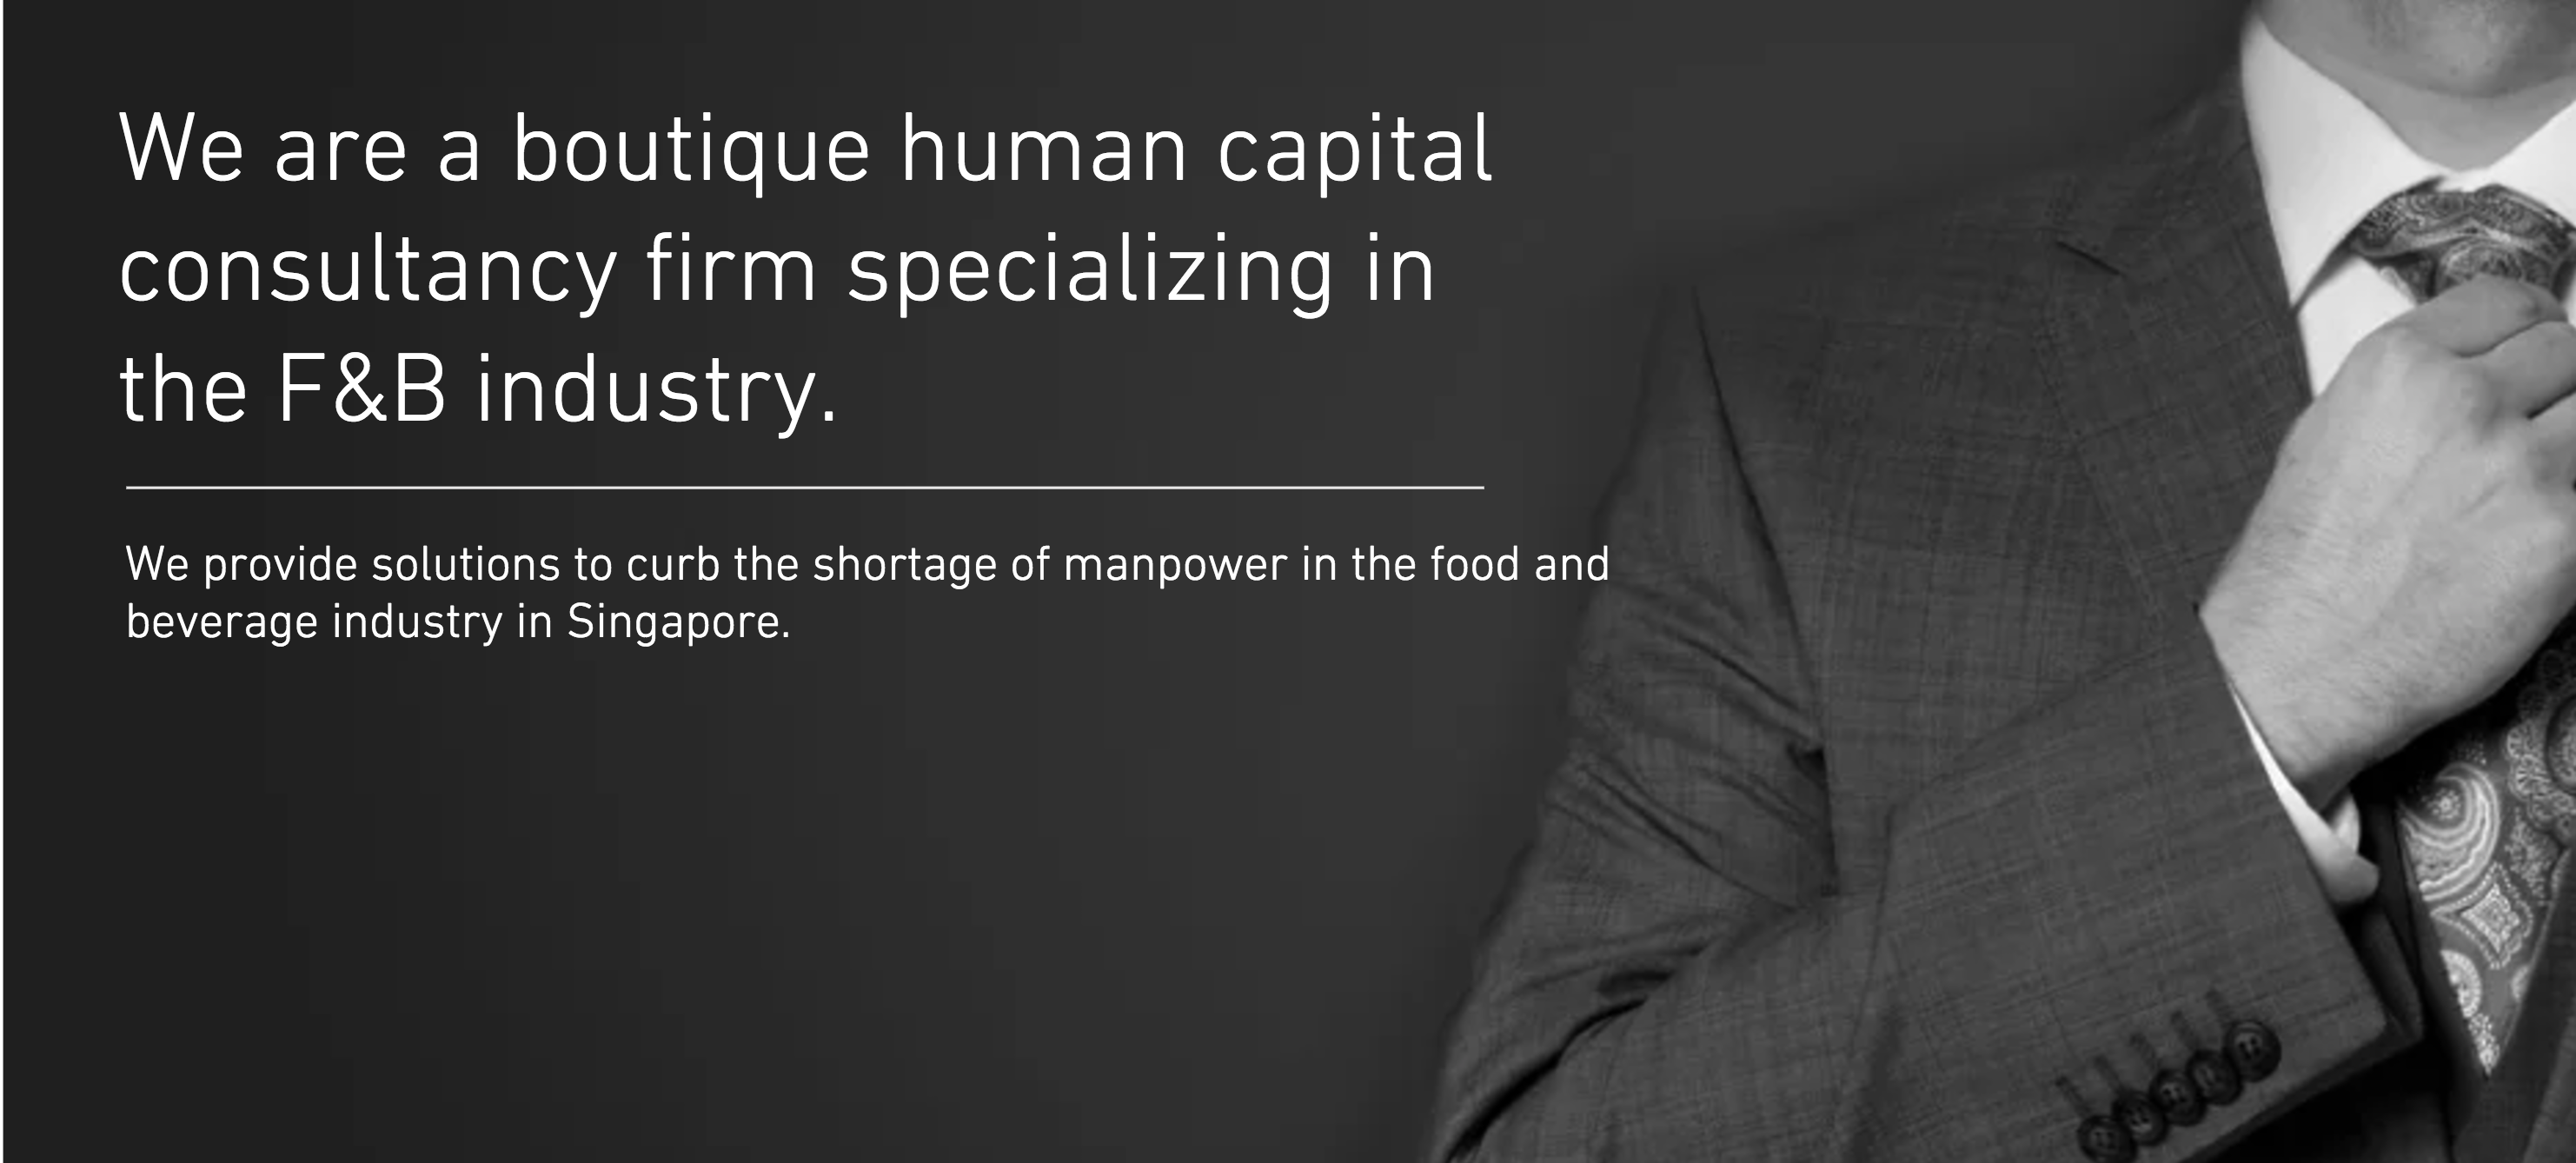 We are a boutique human capital
consultancy firm specializing in
the F&B industry.
We provide solutions to curb the shortage of manpower in the food and
beverage industry in Singapore.